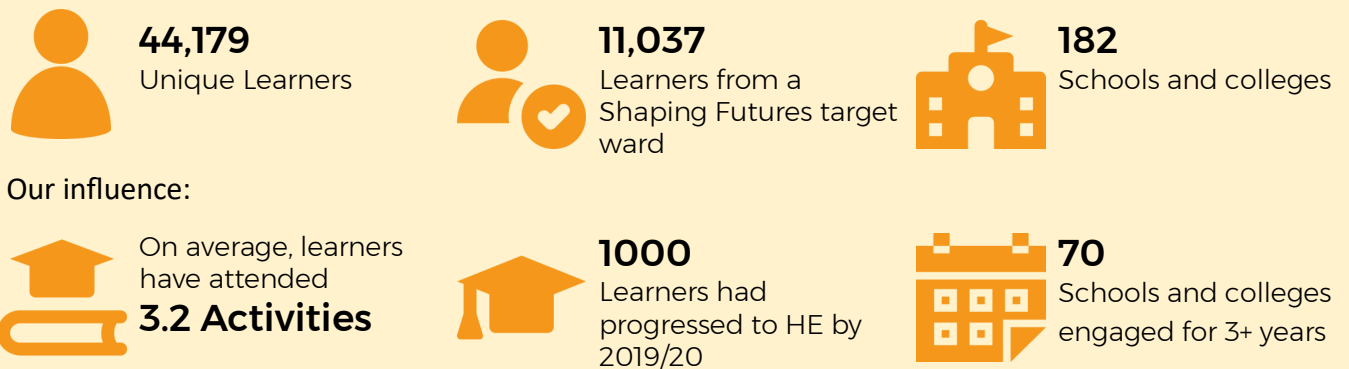 44,179
Unique Learners
11,037
Learners from a
Shaping Futures target
ward
182
Schools and colleges
Our influence:
On average, learners
have attended
3.2 Activities
1000
Learners had
progressed to HE by
2019/20
70
Schools and colleges
engaged for 3+ years